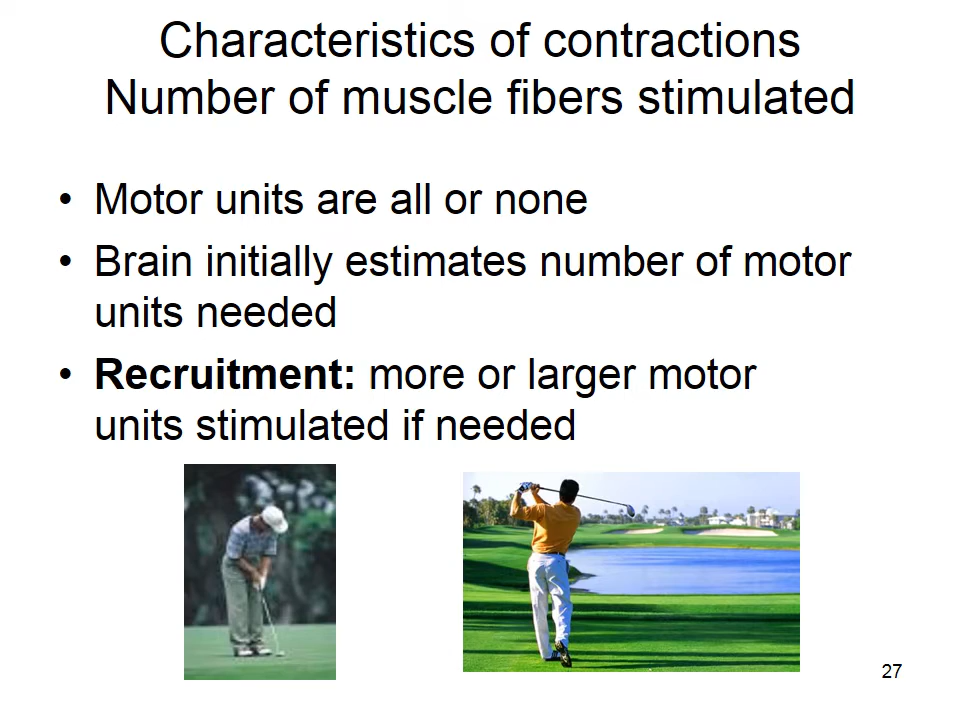 Characteristics of contractions
Number of muscle fibers stimulated
• Motor units are all or none
• Brain initially estimates number of motor
units needed
• Recruitment: more or larger motor
units stimulated if needed
27